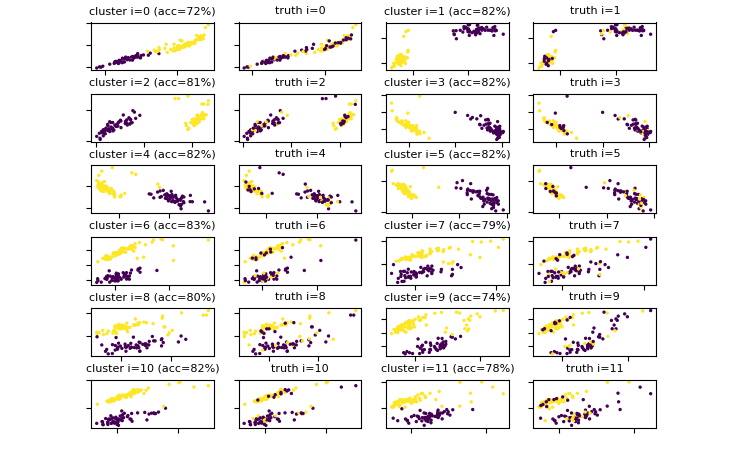 cluster i=0 (acc=72%) truth i=0 cluster i=1 (acc=82%) truth i=1
cluster i=2 (acc=81%) truth i=2 cluster i=3 (acc=82%) truth i=3
cluster i=4 (acc=82%) truth i=4 cluster i=5 (acc=82%) truth i=5
cluster i=6 (acc=83%) truth i=6 cluster i=7 (acc=79%) truth i=7
cluster i=8 (acc=80%) truth i=8 cluster i=9 (acc=74%) truth i=9
cluster i=10 (acc=82%) truth i=10 cluster i=11 (acc=78%) truth i=11